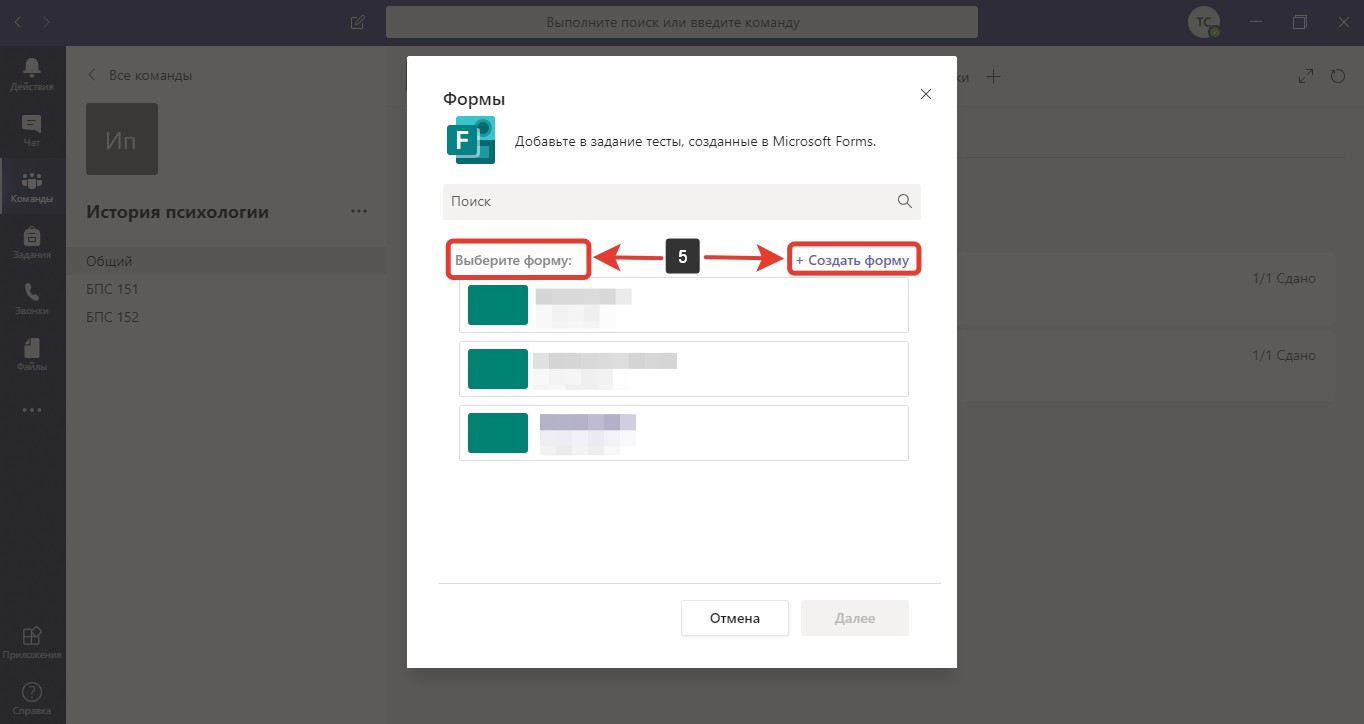 Выполните поиск или введите команду
ТС
Действия
Чат
Команды
Задания
Звонки
Файлы
Приложения
Справка
Все команды
Ип
История психологии
Общий
БПС 151
БПС 152
ки
1/1 Сдано
1/1 Сдано
Формы
F
Добавьте в задание тесты, созданные в Microsoft Forms.
Поиск
Выберите форму:
5
+ Создать форму
Отмена
Далее